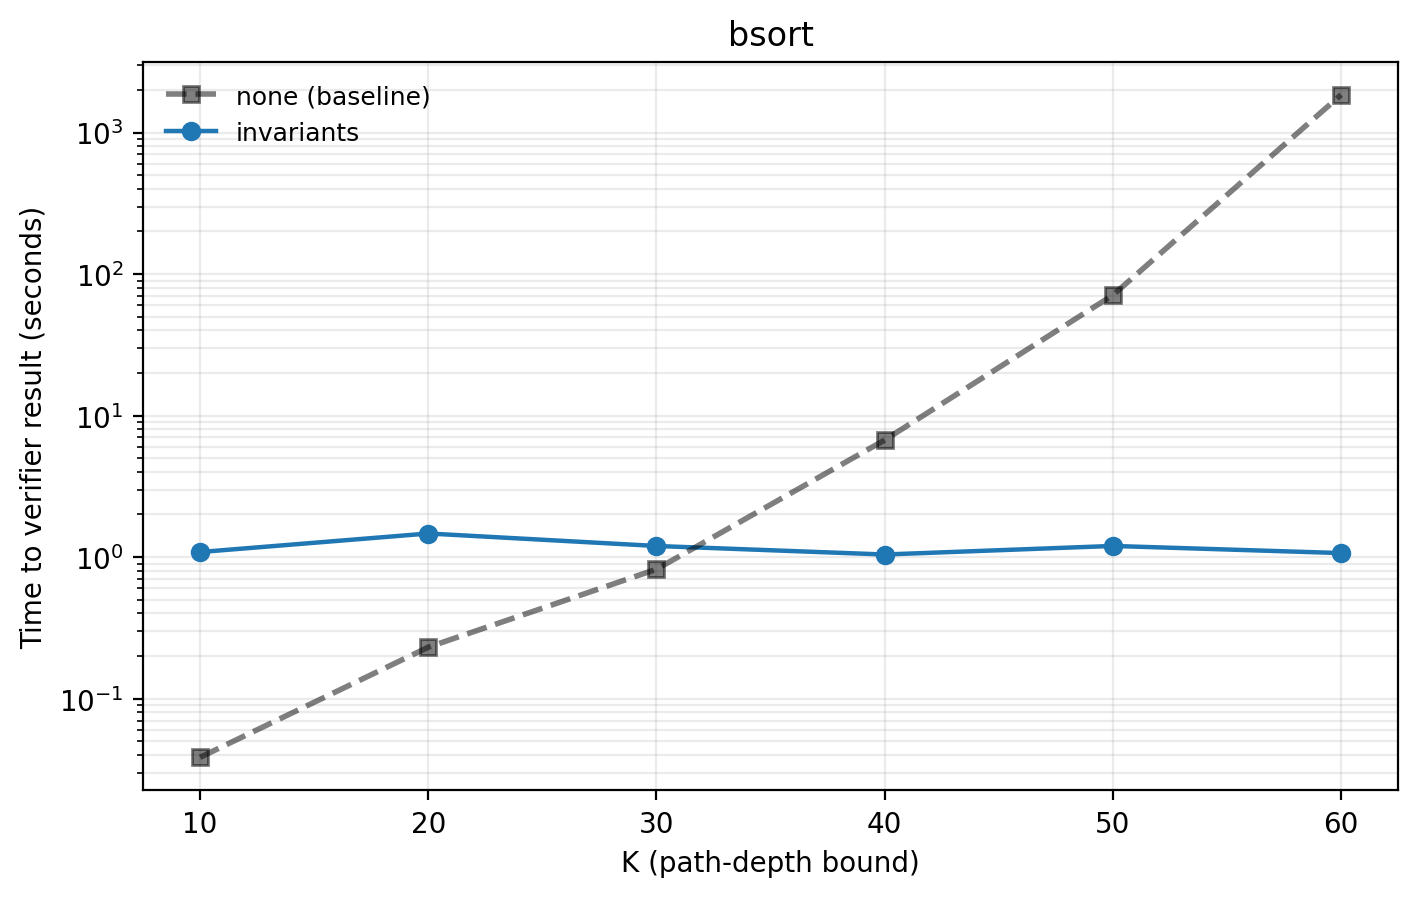 bsort
none (baseline)
invariants
Time to verifier result (seconds)
10³
10²
10¹
10⁰
10⁻¹
10 20 30 40 50 60
K (path-depth bound)